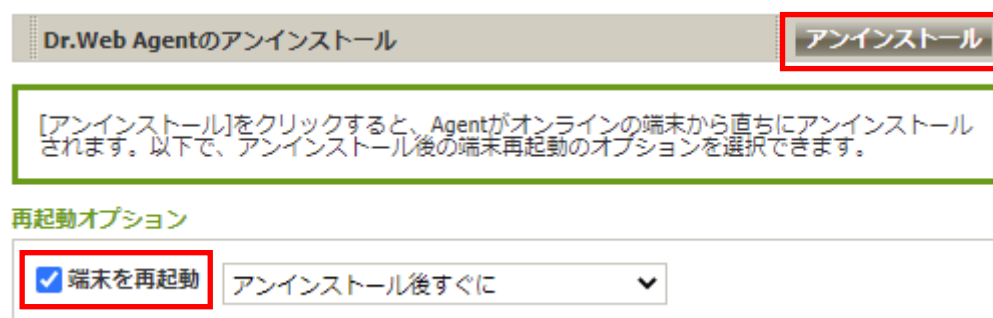 Dr.Web Agentのアンインストール
アンインストール
[アンインストール]をクリックすると、Agentがオンラインの端末から直ちにアンインストール
されます。以下で、アンインストール後の端末再起動のオプションを選択できます。
再起動オプション
端末を再起動
アンインストール後すぐに